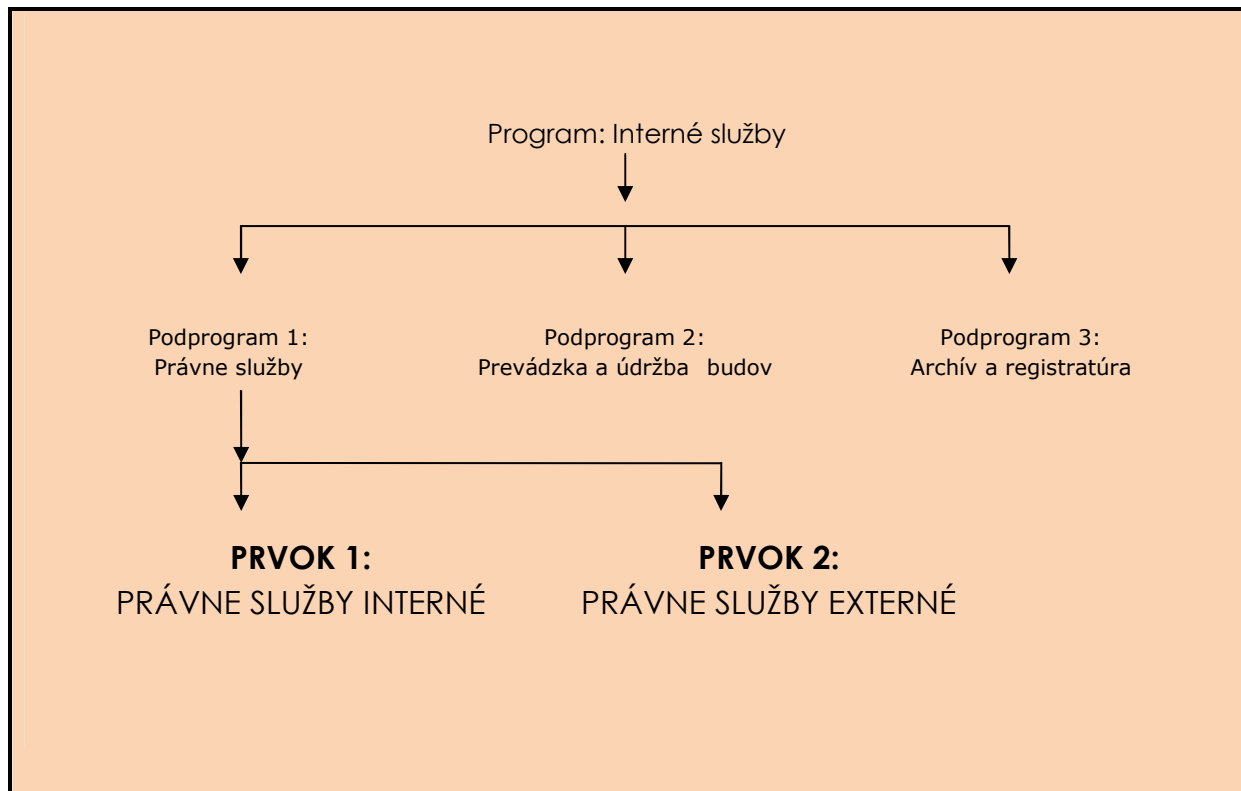 Program: Interné služby
Podprogram 1:
Právne služby
Podprogram 2:
Prevádzka a údržba budov
Podprogram 3:
Archív a registratúra
PRVOK 1:
PRÁVNE SLUŽBY INTERNÉ
PRVOK 2:
PRÁVNE SLUŽBY EXTERNÉ